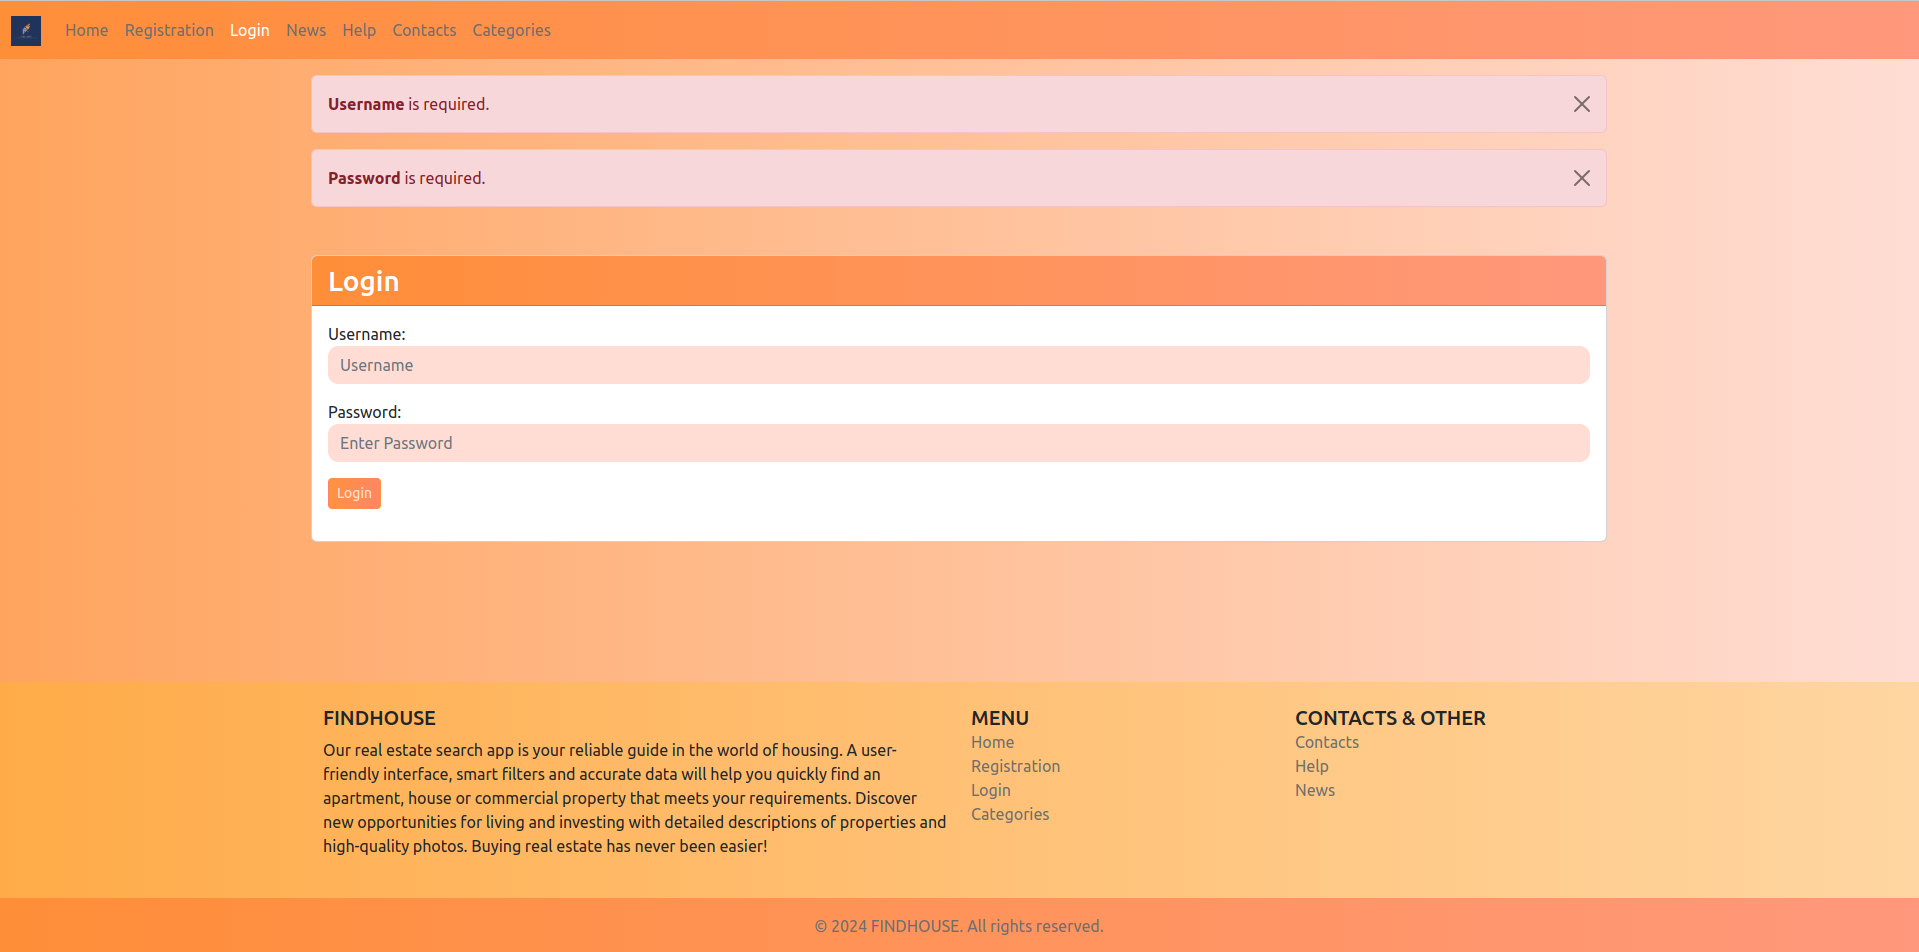 Home Registration Login News Help Contacts Categories
Username is required.
Password is required.
Login
Username:
Username
Password:
Enter Password
Login
FINDHOUSE
Our real estate search app is your reliable guide in the world of housing. A user-
friendly interface, smart filters and accurate data will help you quickly find an
apartment, house or commercial property that meets your requirements. Discover
new opportunities for living and investing with detailed descriptions of properties and
high-quality photos. Buying real estate has never been easier!
MENU
Home
Registration
Login
Categories
CONTACTS & OTHER
Contacts
Help
News
© 2024 FINDHOUSE. All rights reserved.